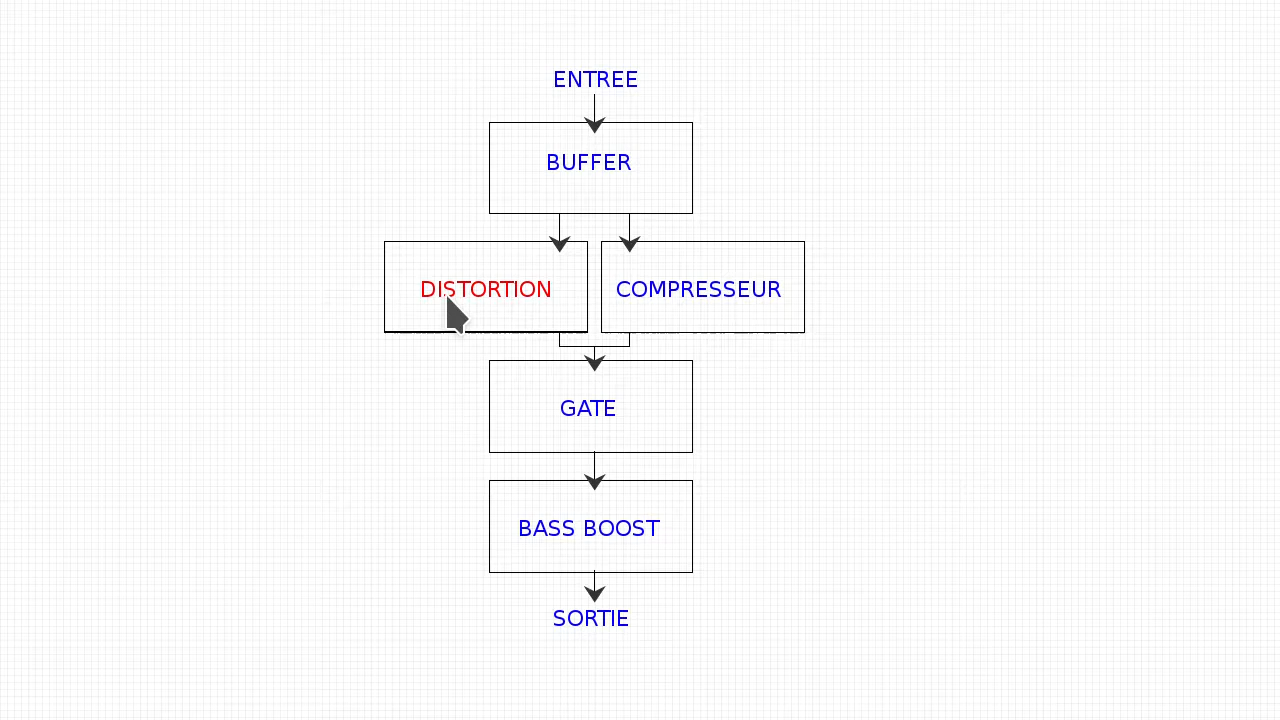 ENTREE
BUFFER
DISTORTION
COMPRESSEUR
GATE
BASS BOOST
SORTIE